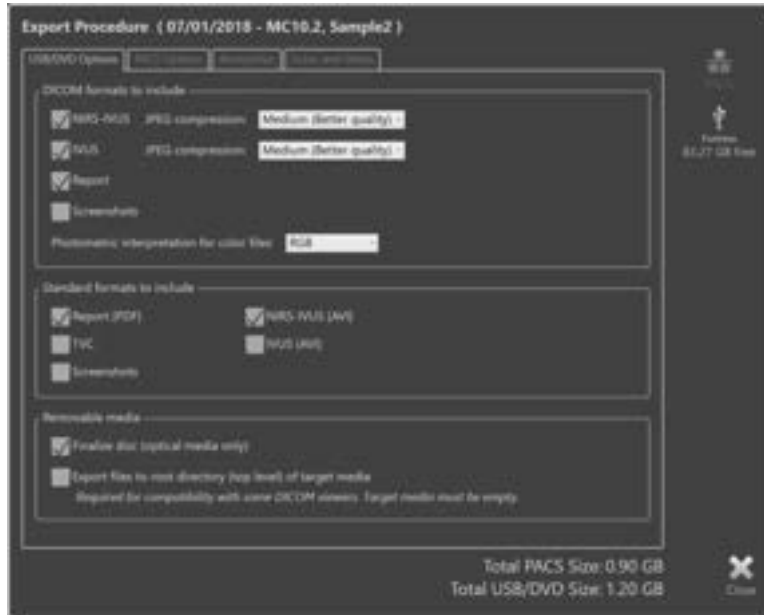 Export Procedure ( 07/01/2018 - MC10.2, Sample2 )
USB/DVD Options PACS Options
DICOM formats to include
NIRS-IVUS JPEG compression: Medium (Better quality)
IVUS JPEG compression: Medium (Better quality)
Report
Screenshots
Photometric interpretation for color files: RGB
Standard formats to include
Report (PDF) NIRS-IVUS (AVI)
TVC IVUS (AVI)
Screenshots
Removable media
Finalize disc (optical media only)
Export files to root directory (top level) of target media
Required for compatibility with some DICOM viewers. Target media must be empty.
GB free
Total PACS Size: 0.90 GB
Total USB/DVD Size: 1.20 GB
Close